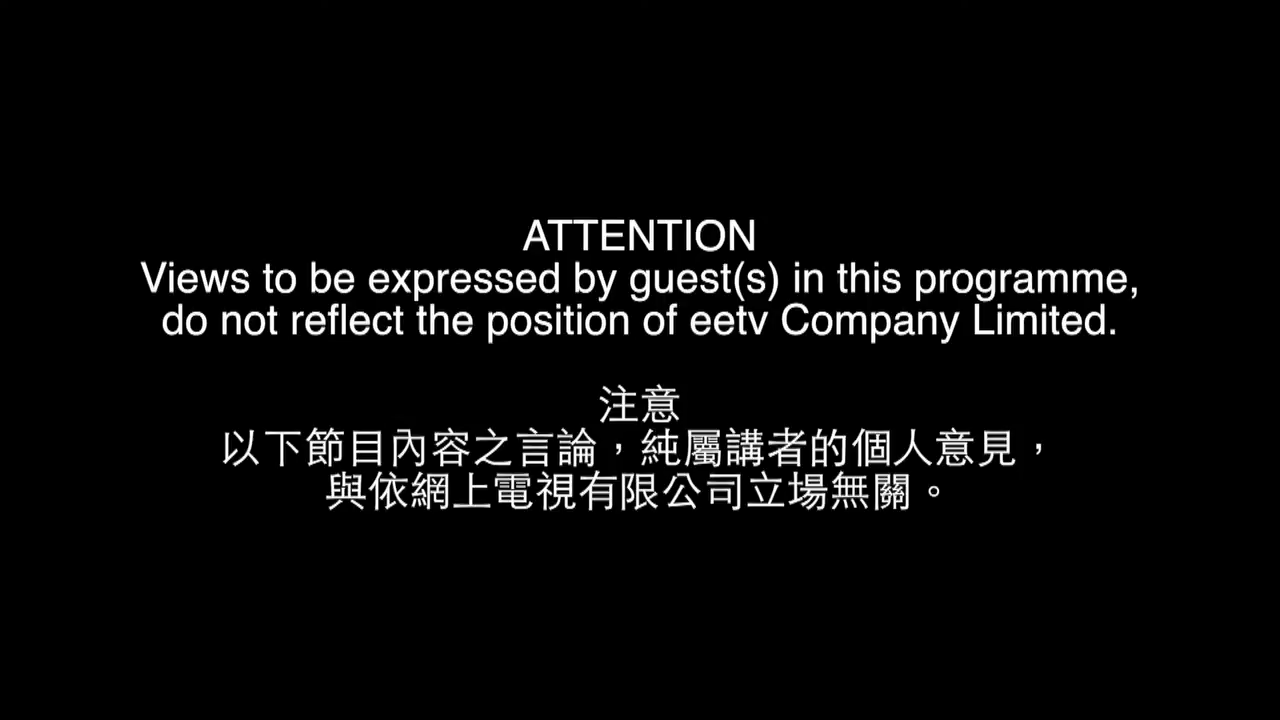 ATTENTION
Views to be expressed by guest(s) in this programme,
do not reflect the position of eetv Company Limited.
注意
以下節目內容之言論，純屬講者的個人意見，
與依網上電視有限公司立場無關。